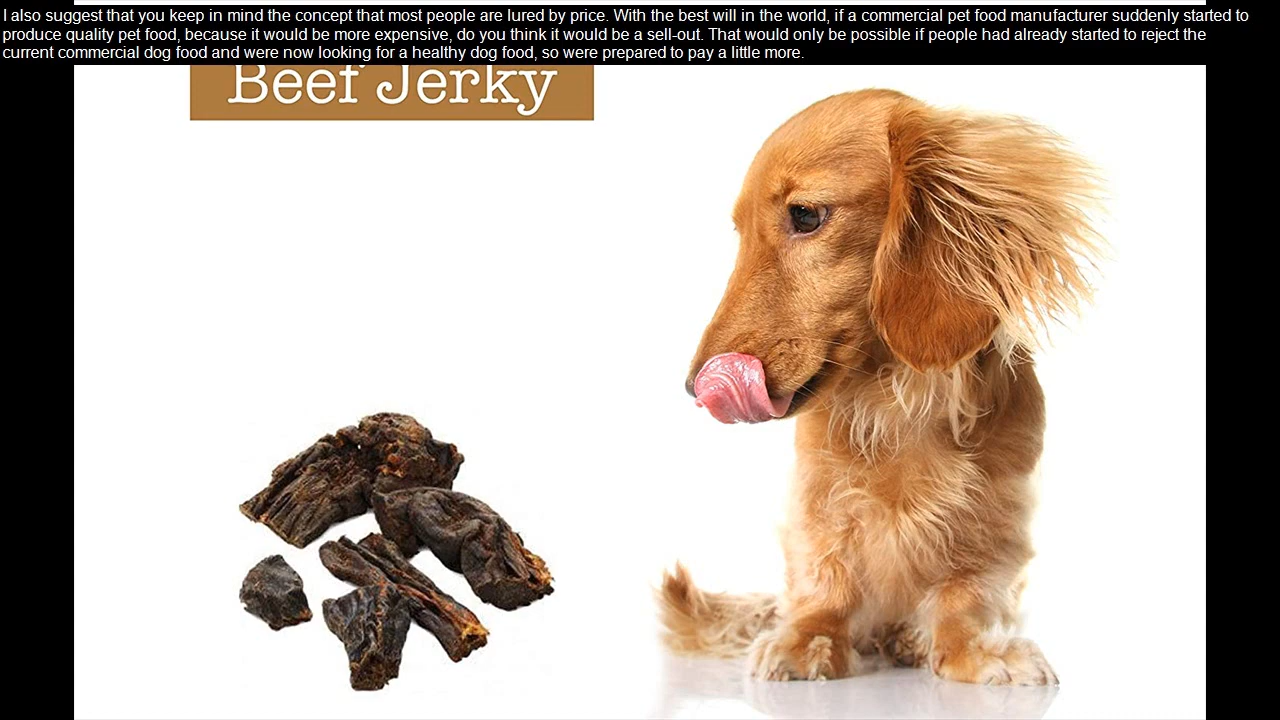 I also suggest that you keep in mind the concept that most people are lured by price. With the best will in the world, if a commercial pet food manufacturer suddenly started to
produce quality pet food, because it would be more expensive, do you think it would be a sell-out. That would only be possible if people had already started to reject the
current commercial dog food and were now looking for a healthy dog food, so were prepared to pay a little more.
Beef Jerky